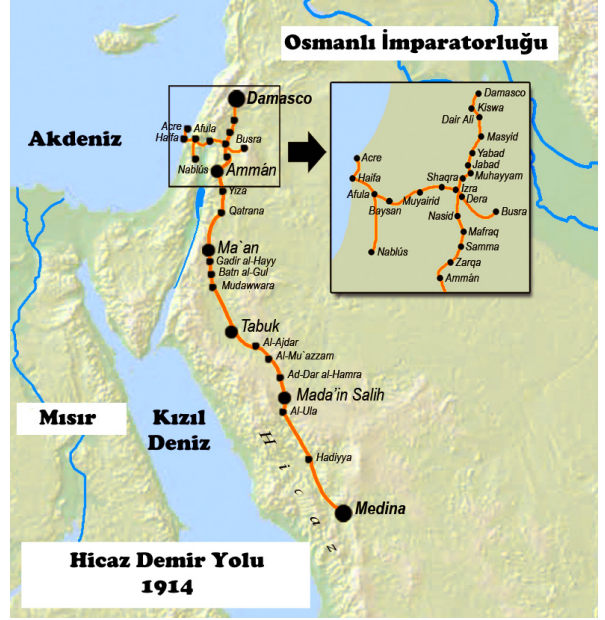 Osmanlı İmparatorluğu
Akdeniz
Damasco
Acre
Afula
Haifa
Busra
Nablús
Ammán
Yiza
Qatrana
Ma`an
Gadir al-Hayy
Batn al-Gul
Mudawwara
Tabuk
Al-Ajdar
Al-Mu`azzam
Ad-Dar al-Hamra
Mada'in Salih
Al-Ula
Hadiyya
Medina
Hicaz
Mısır
Kızıl
Deniz
Hicaz Demir Yolu
1914
Damasco
Kiswa
Dair Ali
Masyid
Yabad
Jabad
Muhayyam
Shaqra
Izra
Dera
Acre
Haifa
Afula
Muyairid
Baysan
Nasid
Busra
Mafraq
Samma
Nablús
Zarqa
Ammán